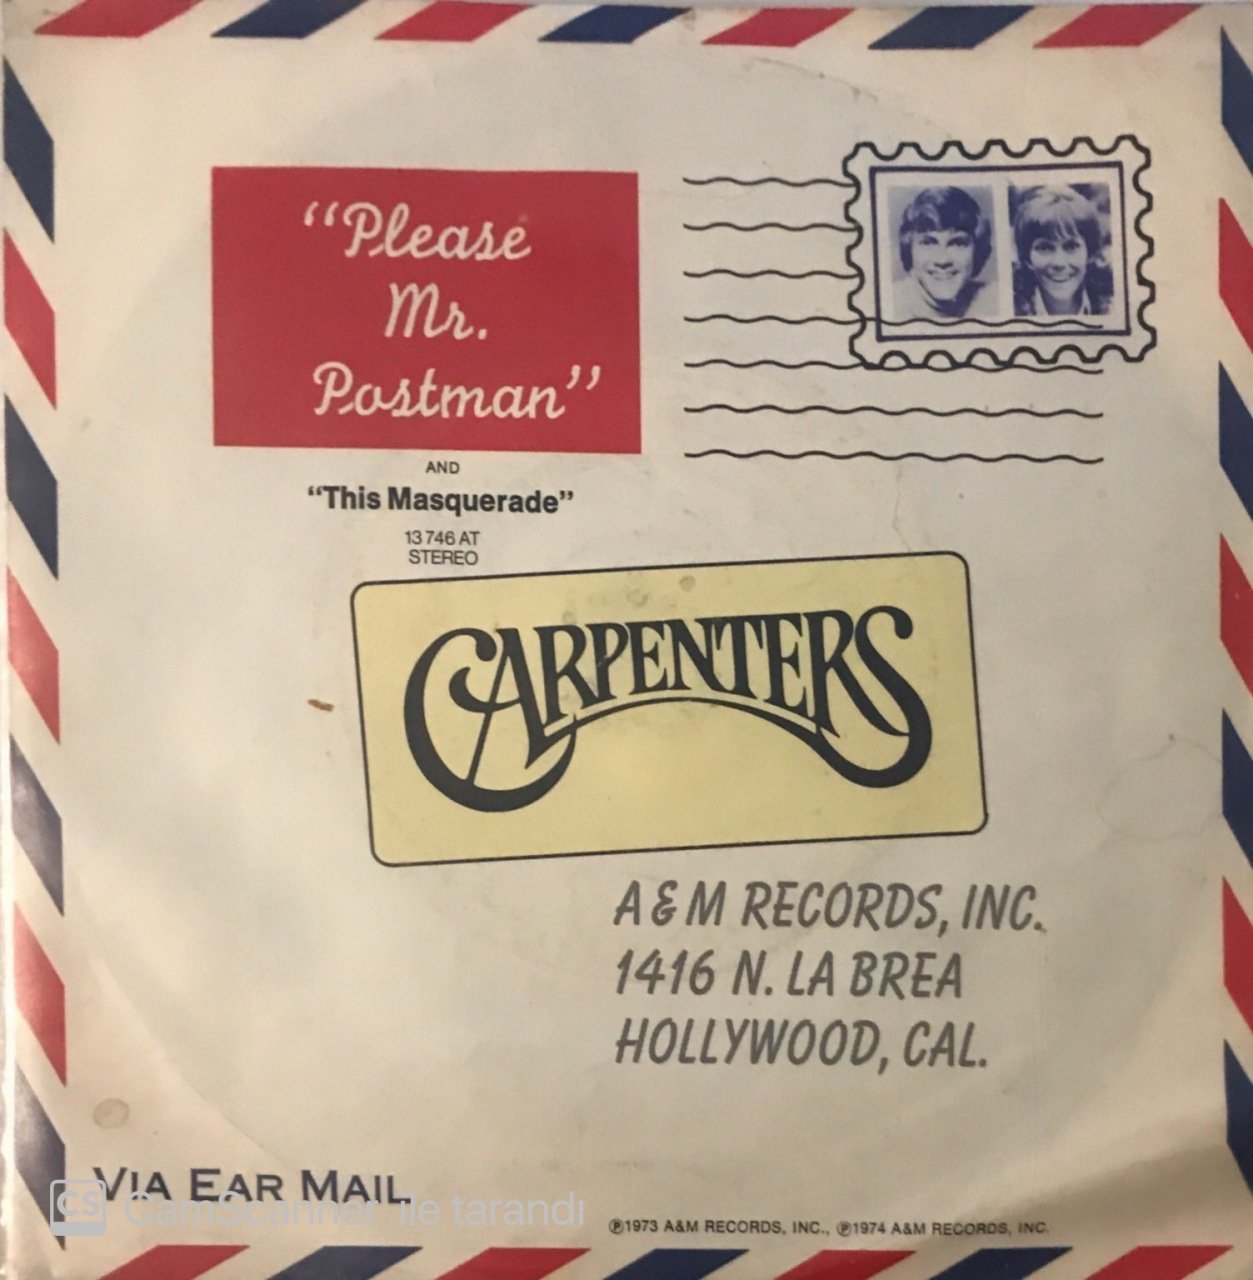 “Please
Mr.
Postman”
AND
“This Masquerade”
13 746 AT
STEREO
CARPENTERS
A & M RECORDS, INC.
1416 N. LA BREA
HOLLYWOOD, CAL.
VIA EAR MAIL
CS CamScanner ile tarandı
℗1973 A&M RECORDS, INC., ℗1974 A&M RECORDS, INC.